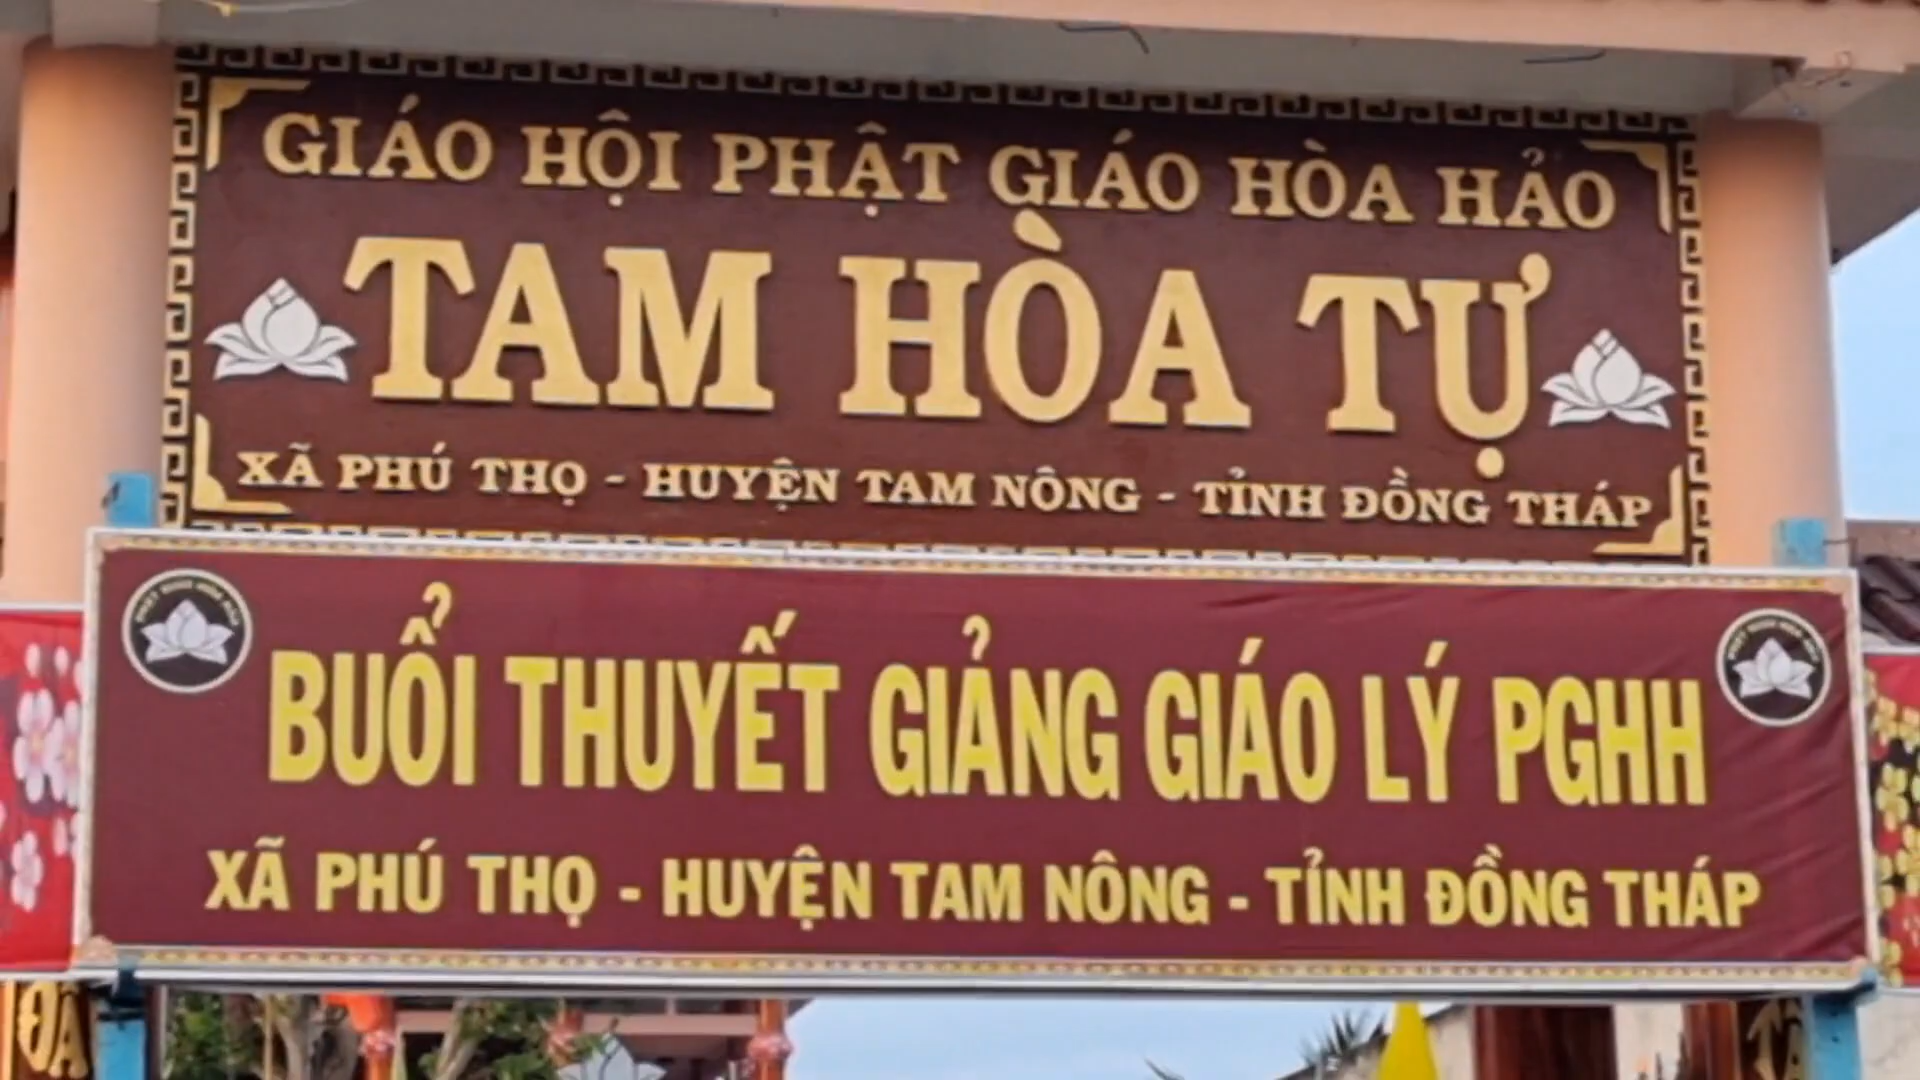 GIÁO HỘI PHẬT GIÁO HÒA HẢO
TAM HÒA TỰ
XÃ PHÚ THỌ - HUYỆN TAM NÔNG - TỈNH ĐỒNG THÁP
BUỔI THUYẾT GIẢNG GIÁO LÝ PGHH
XÃ PHÚ THỌ - HUYỆN TAM NÔNG - TỈNH ĐỒNG THÁP